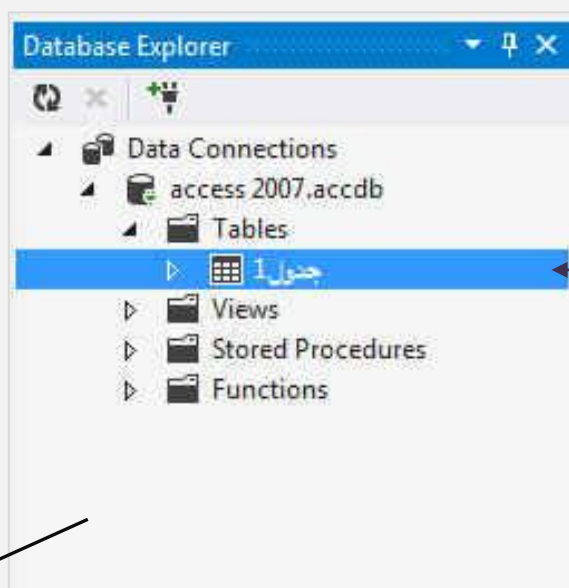 Database Explorer
Data Connections
access 2007.accdb
Tables
جدول1
Views
Stored Procedures
Functions